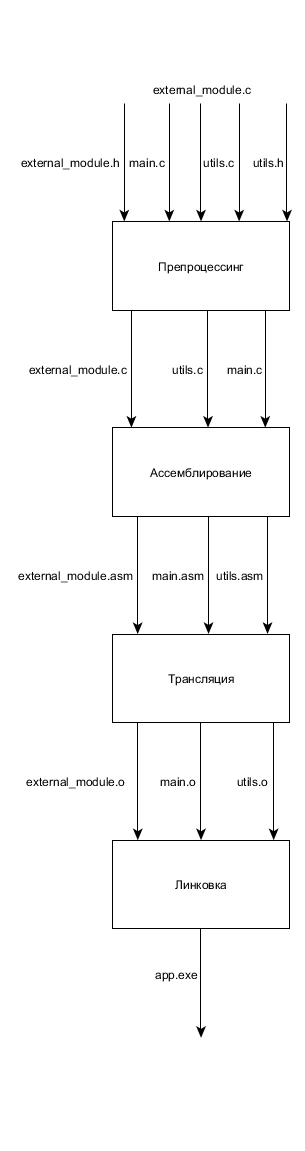 external_module.c
external_module.h main.c utils.c utils.h
Препроцессинг
external_module.c utils.c main.c
Ассемблирование
external_module.asm main.asm utils.asm
Трансляция
external_module.o main.o utils.o
Линковка
app.exe